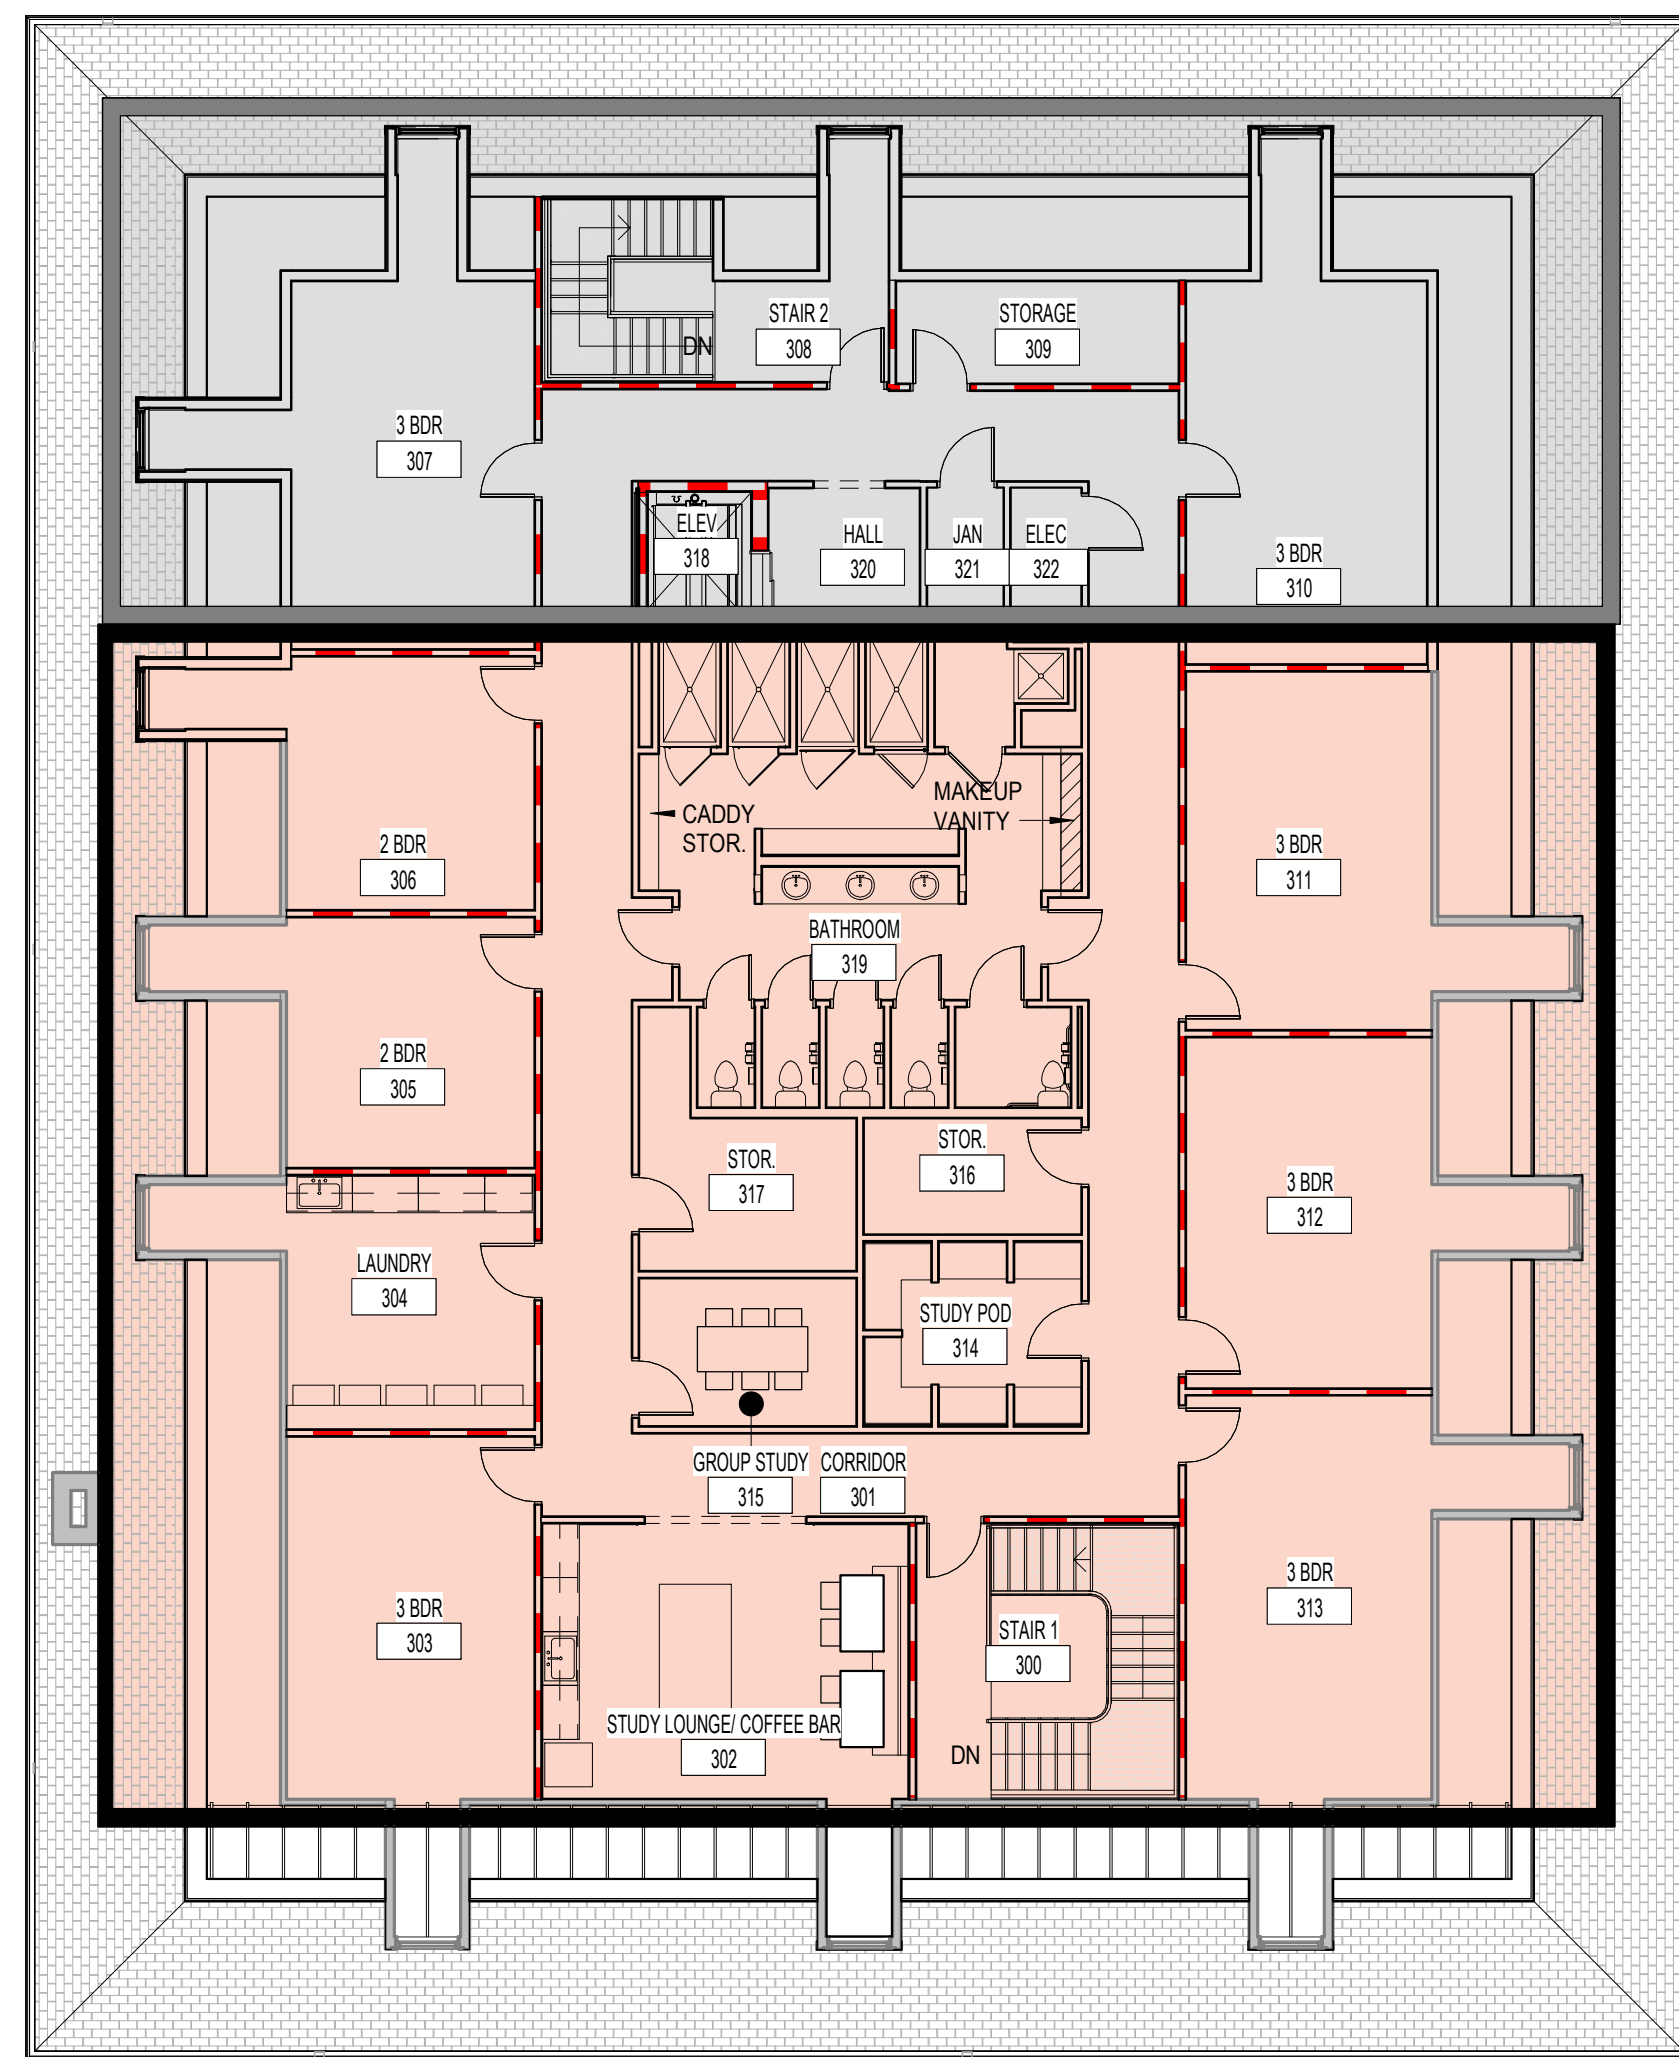 STAIR 2
308
DN
STORAGE
309
3 BDR
307
ELEV
318
HALL
320
JAN
321
ELEC
322
3 BDR
310
CADDY
STOR.
MAKEUP
VANITY
2 BDR
306
3 BDR
311
BATHROOM
319
2 BDR
305
STOR.
317
STOR.
316
3 BDR
312
LAUNDRY
304
STUDY POD
314
GROUP STUDY
315
CORRIDOR
301
3 BDR
303
STAIR 1
300
3 BDR
313
STUDY LOUNGE/ COFFEE BAR
302
DN